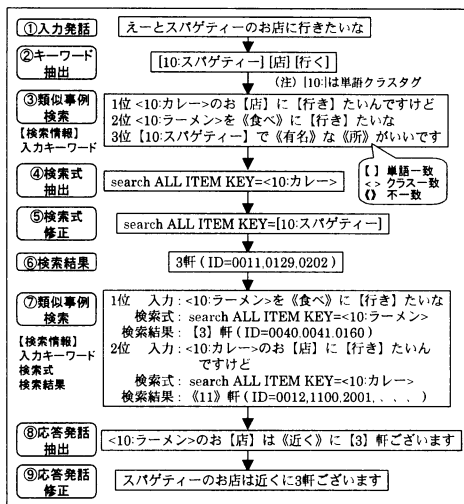 ①入力発話
えーとスパゲティーのお店に行きたいな
②キーワード
抽出
[10:スパゲティー] [店] [行く]
（注）[10:]は単語クラスタグ
③類似事例
検索
【検索情報】
入力キーワード
1位 <10:カレー>のお【店】に【行き】たいんですけど
2位 <10:ラーメン>を《食べ》に【行き】たいな
3位 【10:スパゲティー】で《有名》な《所》がいいです
【 】 単語一致
< > クラス一致
《》 不一致
④検索式
抽出
search ALL ITEM KEY=<10:カレー>
⑤検索式
修正
search ALL ITEM KEY=[10:スパゲティー]
⑥検索結果
3軒 ( ID=0011,0129,0202 )
⑦類似事例
検索
【検索情報】
入力キーワード
検索式
検索結果
1位 入力 : <10:ラーメン>を《食べ》に【行き】たいな
検索式 : search ALL ITEM KEY=<10:ラーメン>
検索結果 : 【3】軒 ( ID=0040.0041.0160 )
2位 入力 : <10:カレー>のお【店】に【行き】たいん
ですけど
検索式 : search ALL ITEM KEY=<10:カレー>
検索結果 : 《11》軒 ( ID=0012,1100,2001, . . . . )
⑧応答発話
抽出
<10:ラーメン>のお【店】は《近く》に【3】軒ございます
⑨応答発話
修正
スパゲティーのお店は近くに3軒ございます